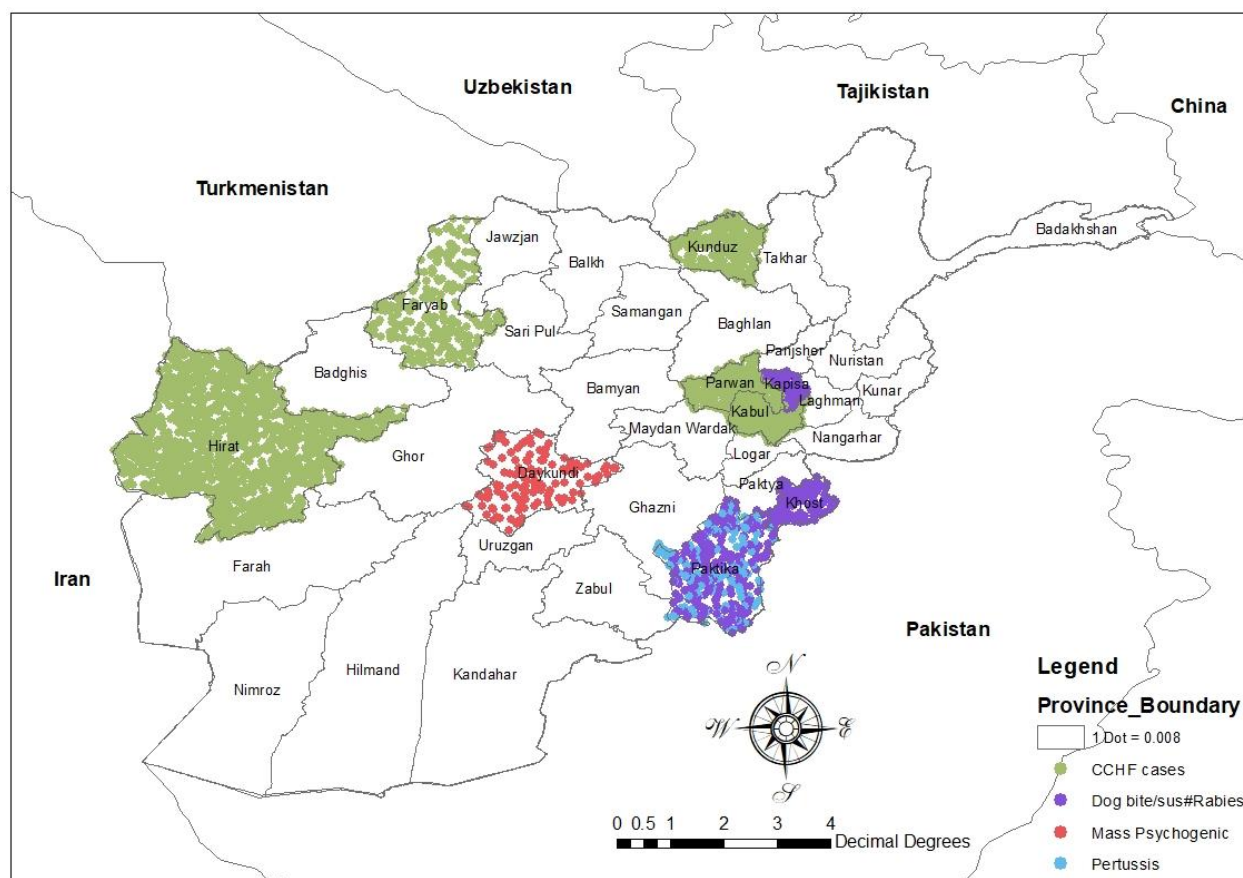 Uzbekistan
Tajikistan
China
Turkmenistan
Badakhshan
Jawzjan
Kunduz
Takhar
Balkh
Faryab
Samangan
Baghlan
Sari Pul
Panjsher
Nuristan
Badghis
Bamyan
Parwan
Kapisa
Kunar
Laghman
Kabul
Maydan Wardak
Nangarhar
Hirat
Ghor
Logar
Daykundi
Paktya
Ghazni
Khost
Uruzgan
Farah
Paktika
Iran
Zabul
Pakistan
Hilmand
Kandahar
Nimroz
N
W
E
S
Legend
Province_Boundary
1 Dot = 0.008
CCHF cases
Dog bite/sus#Rabies
Mass Psychogenic
Pertussis
0 0.5 1 2 3 4
Decimal Degrees